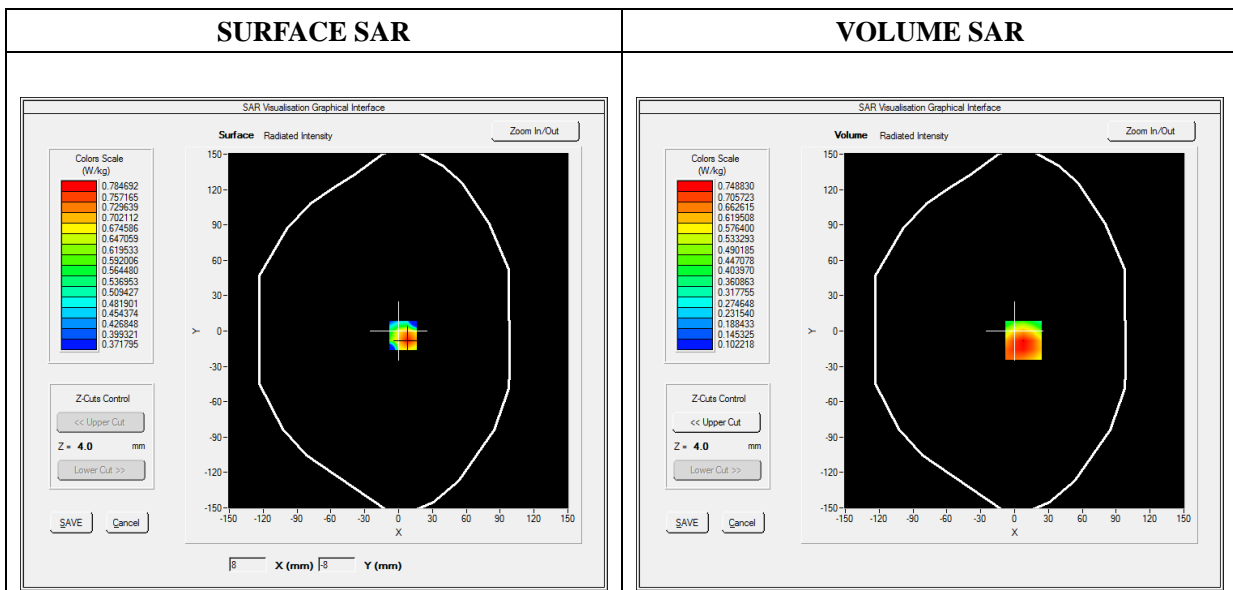 SURFACE SAR
VOLUME SAR
SAR Visualisation Graphical Interface
Surface Radiated Intensity
Zoom In/Out
Colors Scale
(W/kg)
0.784692
0.757165
0.729639
0.702112
0.674586
0.647059
0.619533
0.592006
0.564480
0.536953
0.509427
0.481901
0.454374
0.426848
0.399321
0.371795
Z-Cuts Control
<< Upper Cut
Z = 4.0 mm
Lower Cut >>
SAVE Cancel
150
120
90
60
30
0
-30
-60
-90
-120
-150
Y
-150 -120 -90 -60 -30 0 30 60 90 120 150
X
8 X (mm) -8 Y (mm)
SAR Visualisation Graphical Interface
Volume Radiated Intensity
Zoom In/Out
Colors Scale
(W/kg)
0.748830
0.705723
0.662615
0.619508
0.576400
0.533293
0.490185
0.447078
0.403970
0.360863
0.317755
0.274648
0.231540
0.188433
0.145325
0.102218
Z-Cuts Control
<< Upper Cut
Z = 4.0 mm
Lower Cut >>
SAVE Cancel
150
120
90
60
30
0
-30
-60
-90
-120
-150
Y
-150 -120 -90 -60 -30 0 30 60 90 120 150
X